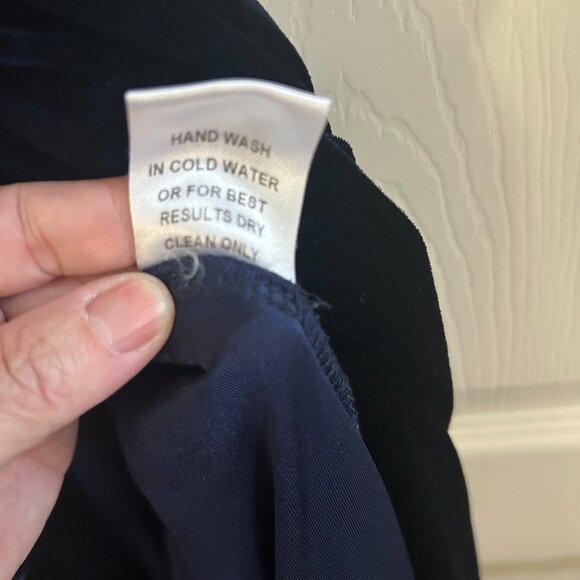 HAND WASH
IN COLD WATER
OR FOR BEST
RESULTS DRY
CLEAN ONLY